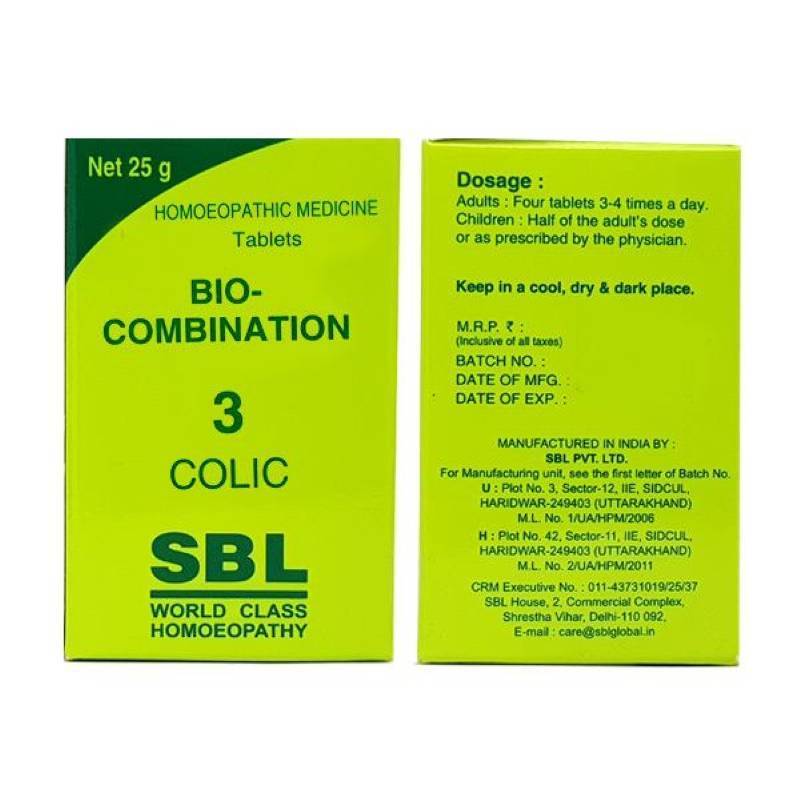 Net 25 g
HOMOEOPATHIC MEDICINE
Tablets
BIO-
COMBINATION
3
COLIC
SBL
WORLD CLASS
HOMOEOPATHY
Dosage :
Adults : Four tablets 3-4 times a day.
Children : Half of the adult's dose
or as prescribed by the physician.
Keep in a cool, dry & dark place.
M.R.P. ₹ :
(Inclusive of all taxes)
BATCH NO. :
DATE OF MFG. :
DATE OF EXP. :
MANUFACTURED IN INDIA BY :
SBL PVT. LTD.
For Manufacturing unit, see the first letter of Batch No.
U : Plot No. 3, Sector-12, IIE, SIDCUL,
HARIDWAR-249403 (UTTARAKHAND)
M.L. No. 1/UA/HPM/2006
H : Plot No. 42, Sector-11, IIE, SIDCUL,
HARIDWAR-249403 (UTTARAKHAND)
M.L. No. 2/UA/HPM/2011
CRM Executive No. : 011-43731019/25/37
SBL House, 2, Commercial Complex,
Shrestha Vihar, Delhi-110 092.
E-mail : care@sblglobal.in